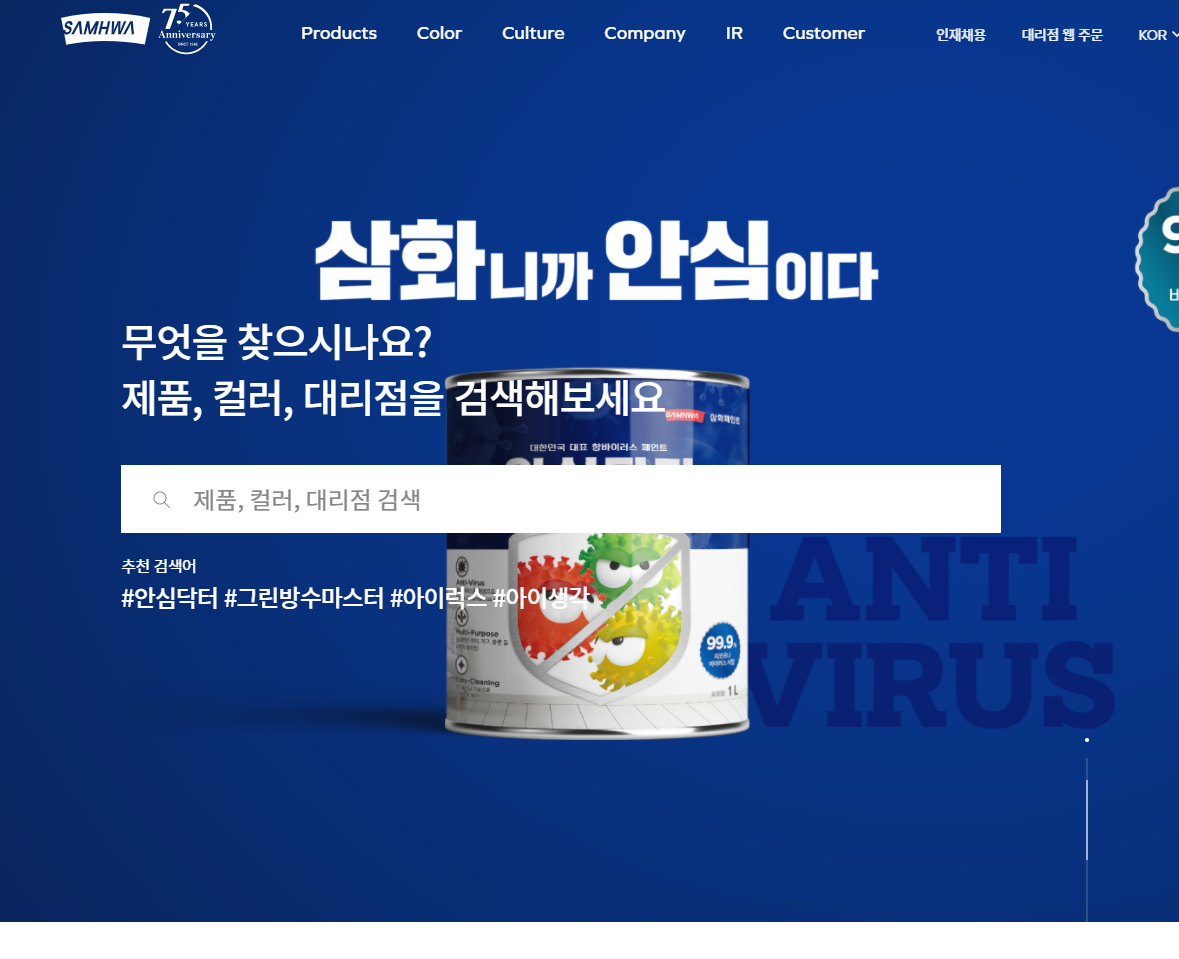 SAMHWA
75 YEARS
Anniversary
SINCE 1946
Products Color Culture Company IR Customer
인재채용 대리점 웹 주문 KOR
삼화니까 안심이다
무엇을 찾으시나요?
제품, 컬러, 대리점을 검색해보세요
SAMHWA 삼화페인트
대한민국 대표 항바이러스 페인트
제품, 컬러, 대리점 검색
추천 검색어
#안심닥터 #그린방수마스터 #아이럭스 #아이생각
Anti-Virus
Multi-Purpose
Easy-Cleaning
99.9%
1 L
ANTI
VIRUS